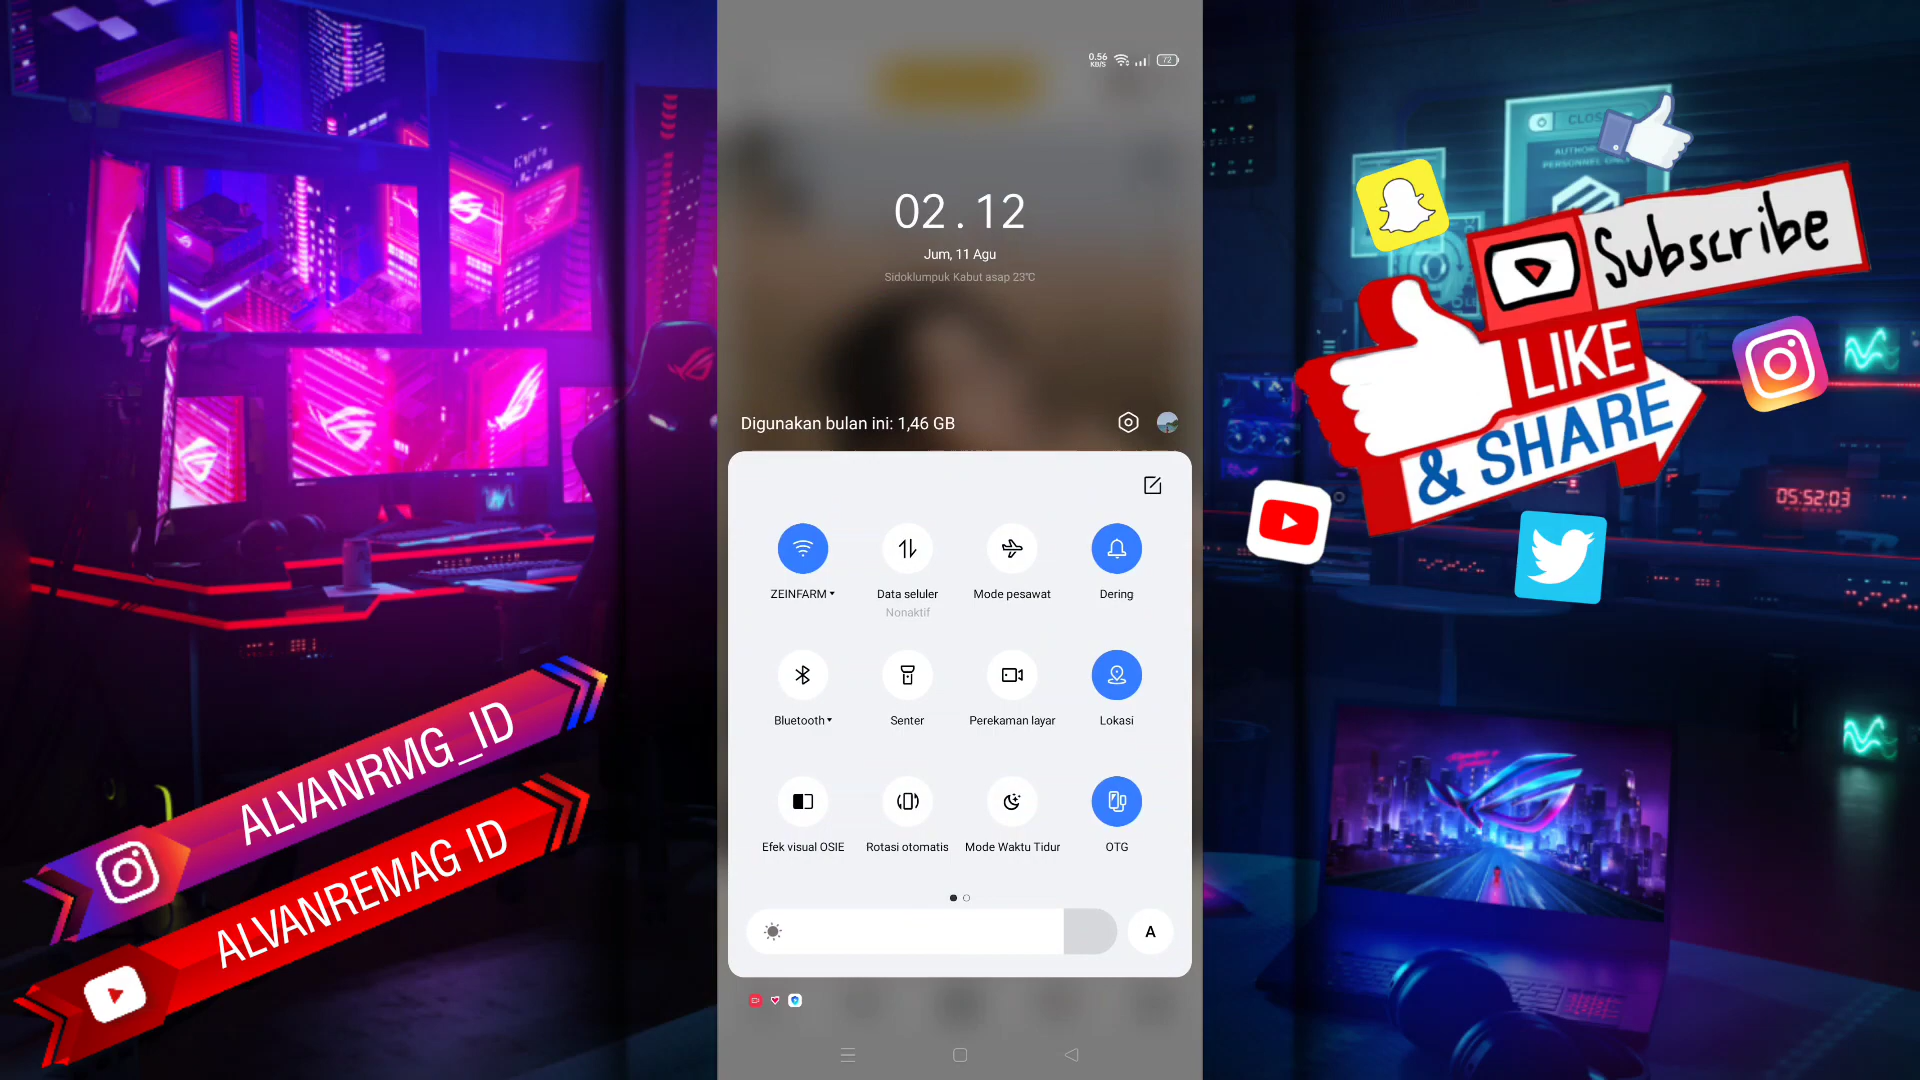 0.56
KB/S
72
02.12
Jum, 11 Agu
Sidoklumpuk Kabut asap 23°C
Digunakan bulan ini: 1,46 GB
ZEINFARM
Data seluler
Nonaktif
Mode pesawat
Dering
Bluetooth
Senter
Perekaman layar
Lokasi
Efek visual OSIE
Rotasi otomatis
Mode Waktu Tidur
OTG
A
ALVANRMG_ID
ALVANREMAG ID
PERSONNEL ONLY
Subscribe
LIKE
& SHARE
05:52:03